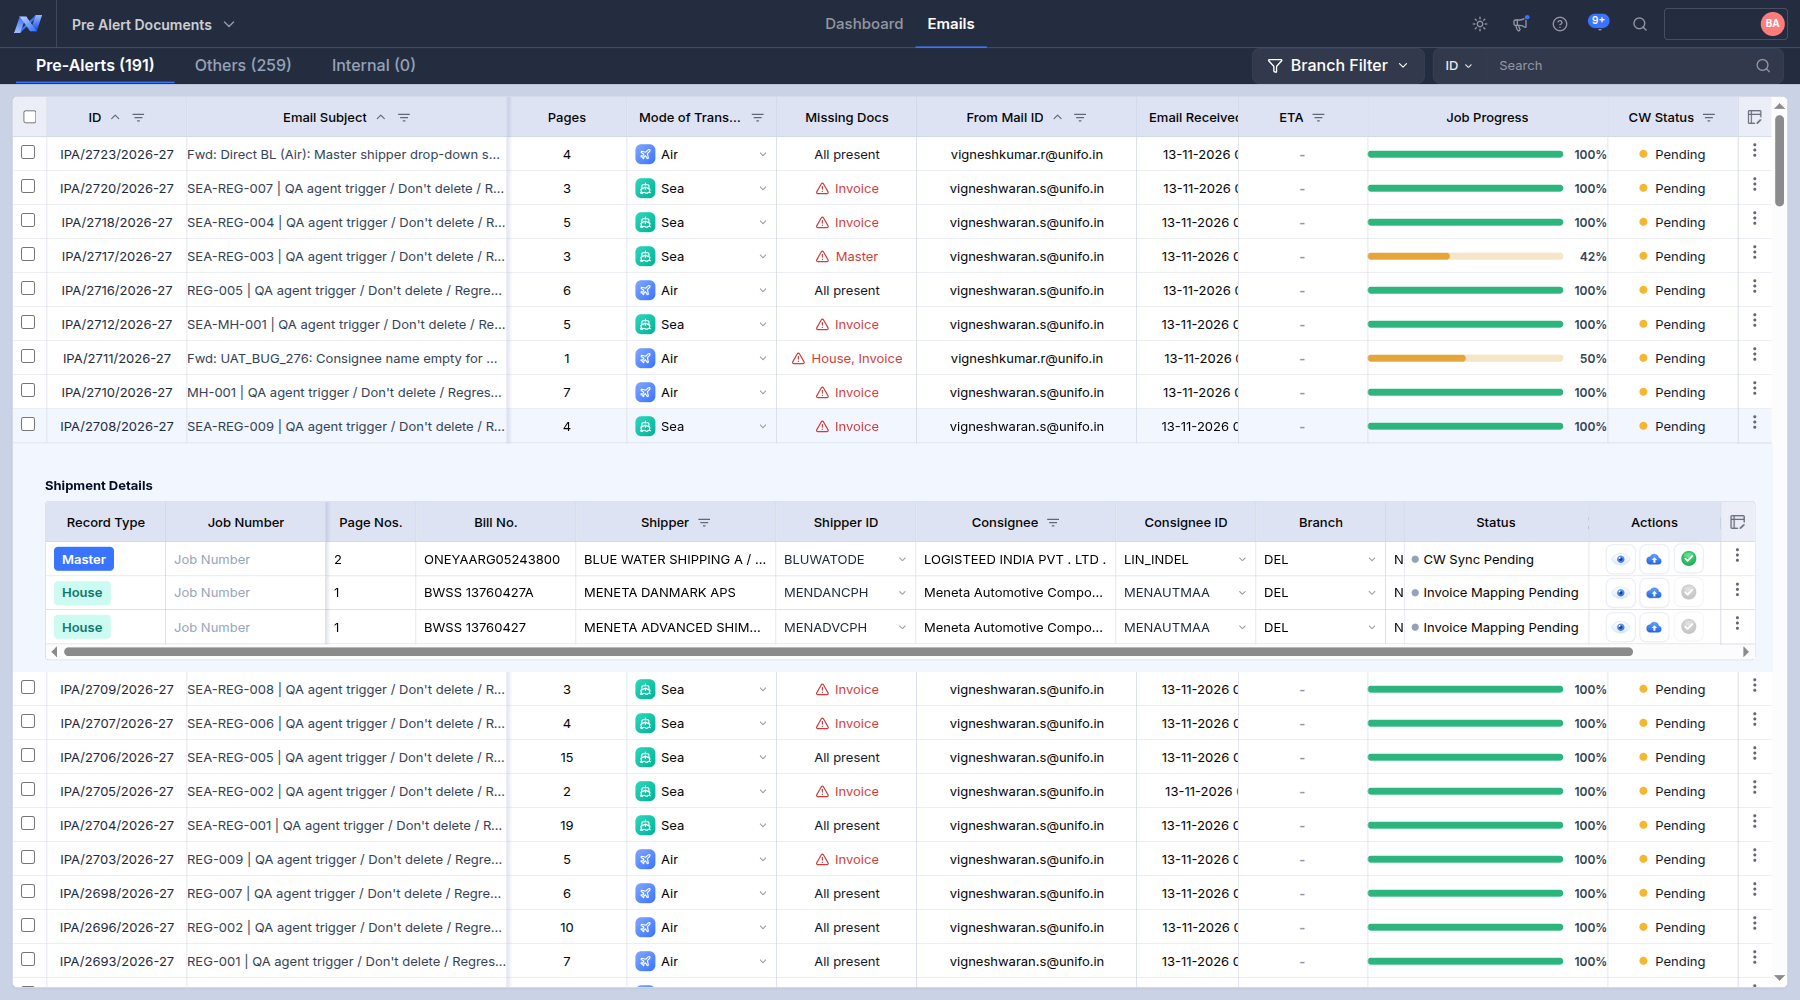 Pre Alert Documents
Dashboard
Emails
9+
BA
Pre-Alerts (191)
Others (259)
Internal (0)
Branch Filter
ID
Search
ID Email Subject Pages Mode of Trans... Missing Docs From Mail ID Email Received ETA Job Progress CW Status
IPA/2723/2026-27 Fwd: Direct BL (Air): Master shipper drop-down s... 4 Air All present vigneshkumar.r@unifo.in 13-11-2026 0 - 100% Pending
IPA/2720/2026-27 SEA-REG-007 | QA agent trigger / Don't delete / R... 3 Sea Invoice vigneshwaran.s@unifo.in 13-11-2026 0 - 100% Pending
IPA/2718/2026-27 SEA-REG-004 | QA agent trigger / Don't delete / R... 5 Sea Invoice vigneshwaran.s@unifo.in 13-11-2026 0 - 100% Pending
IPA/2717/2026-27 SEA-REG-003 | QA agent trigger / Don't delete / R... 3 Sea Master vigneshwaran.s@unifo.in 13-11-2026 0 - 42% Pending
IPA/2716/2026-27 REG-005 | QA agent trigger / Don't delete / Regre... 6 Air All present vigneshwaran.s@unifo.in 13-11-2026 0 - 100% Pending
IPA/2712/2026-27 SEA-MH-001 | QA agent trigger / Don't delete / Re... 5 Sea Invoice vigneshwaran.s@unifo.in 13-11-2026 0 - 100% Pending
IPA/2711/2026-27 Fwd: UAT_BUG_276: Consignee name empty for ... 1 Air House, Invoice vigneshkumar.r@unifo.in 13-11-2026 0 - 50% Pending
IPA/2710/2026-27 MH-001 | QA agent trigger / Don't delete / Regres... 7 Air Invoice vigneshwaran.s@unifo.in 13-11-2026 0 - 100% Pending
IPA/2708/2026-27 SEA-REG-009 | QA agent trigger / Don't delete / R... 4 Sea Invoice vigneshwaran.s@unifo.in 13-11-2026 0 - 100% Pending
Shipment Details
Record Type Job Number Page Nos. Bill No. Shipper Shipper ID Consignee Consignee ID Branch Status Actions
Master Job Number 2 ONEYAARG05243800 BLUE WATER SHIPPING A / ... BLUWATODE LOGISTEED INDIA PVT . LTD . LIN_INDEL DEL N CW Sync Pending
House Job Number 1 BWSS 13760427A MENETA DANMARK APS MENDANCPH Meneta Automotive Compo... MENAUTMAA DEL N Invoice Mapping Pending
House Job Number 1 BWSS 13760427 MENETA ADVANCED SHIM... MENADVCPH Meneta Automotive Compo... MENAUTMAA DEL N Invoice Mapping Pending
IPA/2709/2026-27 SEA-REG-008 | QA agent trigger / Don't delete / R... 3 Sea Invoice vigneshwaran.s@unifo.in 13-11-2026 0 - 100% Pending
IPA/2707/2026-27 SEA-REG-006 | QA agent trigger / Don't delete / R... 4 Sea Invoice vigneshwaran.s@unifo.in 13-11-2026 0 - 100% Pending
IPA/2706/2026-27 SEA-REG-005 | QA agent trigger / Don't delete / R... 15 Sea All present vigneshwaran.s@unifo.in 13-11-2026 0 - 100% Pending
IPA/2705/2026-27 SEA-REG-002 | QA agent trigger / Don't delete / R... 2 Sea Invoice vigneshwaran.s@unifo.in 13-11-2026 - 100% Pending
IPA/2704/2026-27 SEA-REG-001 | QA agent trigger / Don't delete / R... 19 Sea All present vigneshwaran.s@unifo.in 13-11-2026 0 - 100% Pending
IPA/2703/2026-27 REG-009 | QA agent trigger / Don't delete / Regre... 5 Air Invoice vigneshwaran.s@unifo.in 13-11-2026 0 - 100% Pending
IPA/2698/2026-27 REG-007 | QA agent trigger / Don't delete / Regre... 6 Air All present vigneshwaran.s@unifo.in 13-11-2026 0 - 100% Pending
IPA/2696/2026-27 REG-002 | QA agent trigger / Don't delete / Regre... 10 Air All present vigneshwaran.s@unifo.in 13-11-2026 0 - 100% Pending
IPA/2693/2026-27 REG-001 | QA agent trigger / Don't delete / Regres... 7 Air All present vigneshwaran.s@unifo.in 13-11-2026 0 - 100% Pending